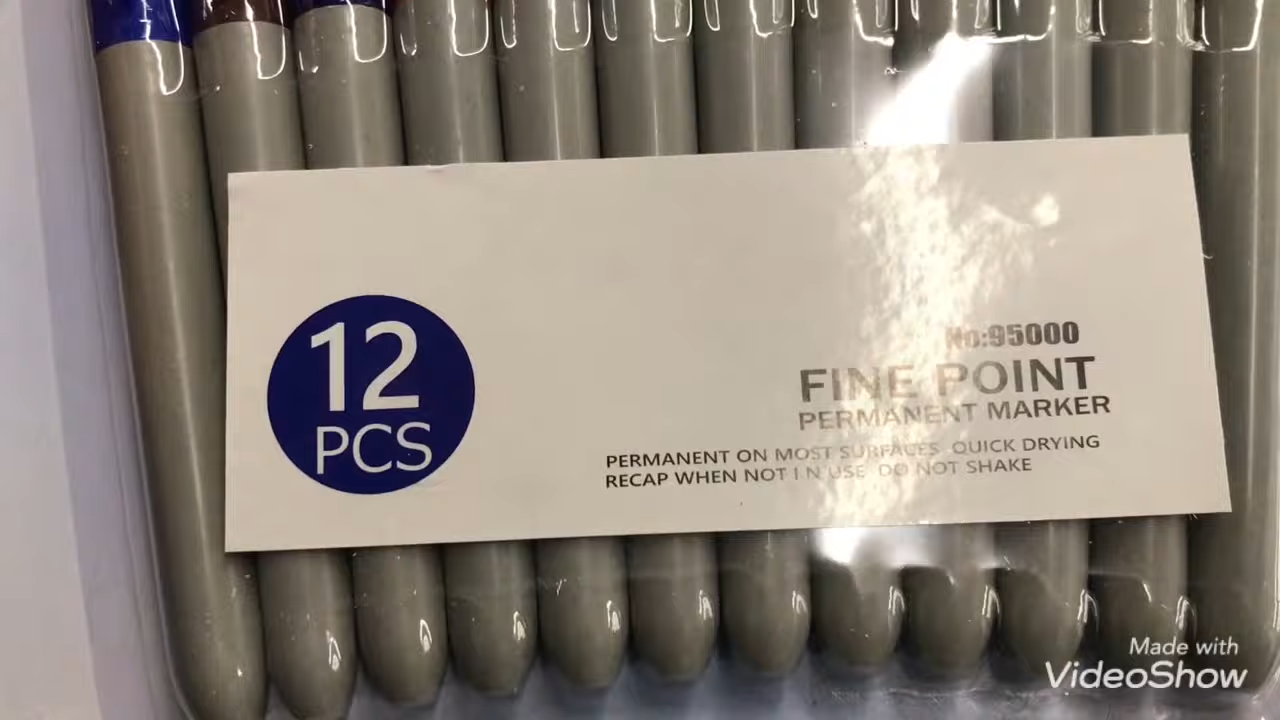 12
PCS
No:95000
FINE POINT
PERMANENT MARKER
PERMANENT ON MOST SURFACES QUICK DRYING
RECAP WHEN NOT I N USE DO NOT SHAKE
Made with
VideoShow